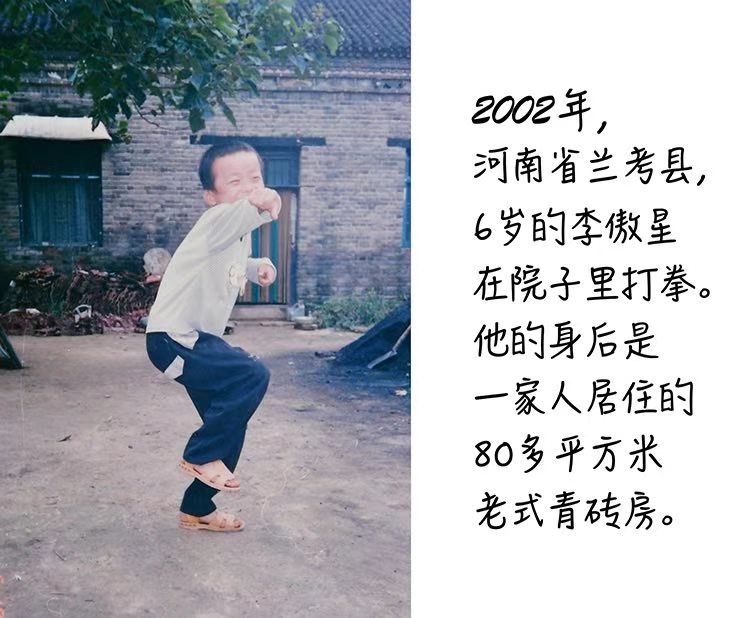 2002年，
河南省兰考县，
6岁的李傲星
在院子里打拳。
他的身后是
一家人居住的
80多平方米
老式青砖房。